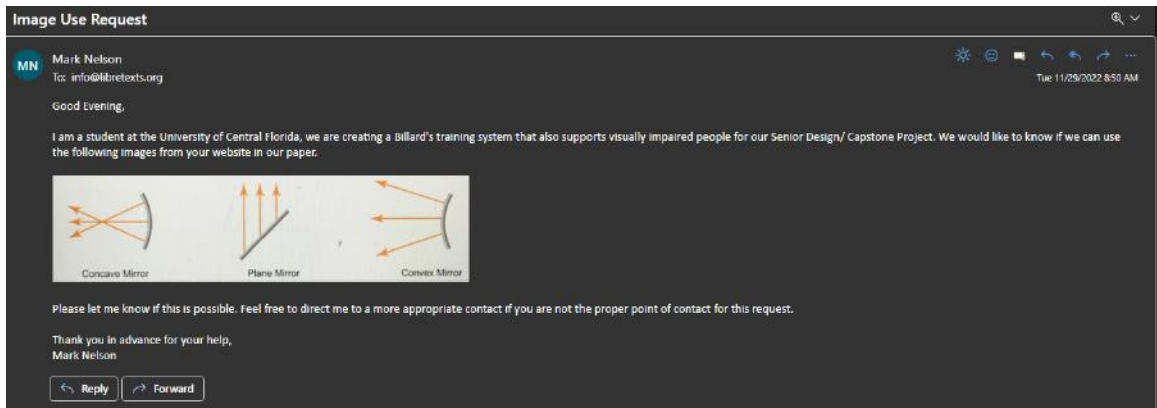 Image Use Request
MN
Mark Nelson
To: info@libretexts.org
Tue 11/29/2022 8:50 AM
Good Evening,
I am a student at the University of Central Florida, we are creating a Billard's training system that also supports visually impaired people for our Senior Design/ Capstone Project. We would like to know if we can use
the following images from your website in our paper.
Concave Mirror
Plane Mirror
Convex Mirror
Please let me know if this is possible. Feel free to direct me to a more appropriate contact if you are not the proper point of contact for this request.
Thank you in advance for your help,
Mark Nelson
Reply
Forward